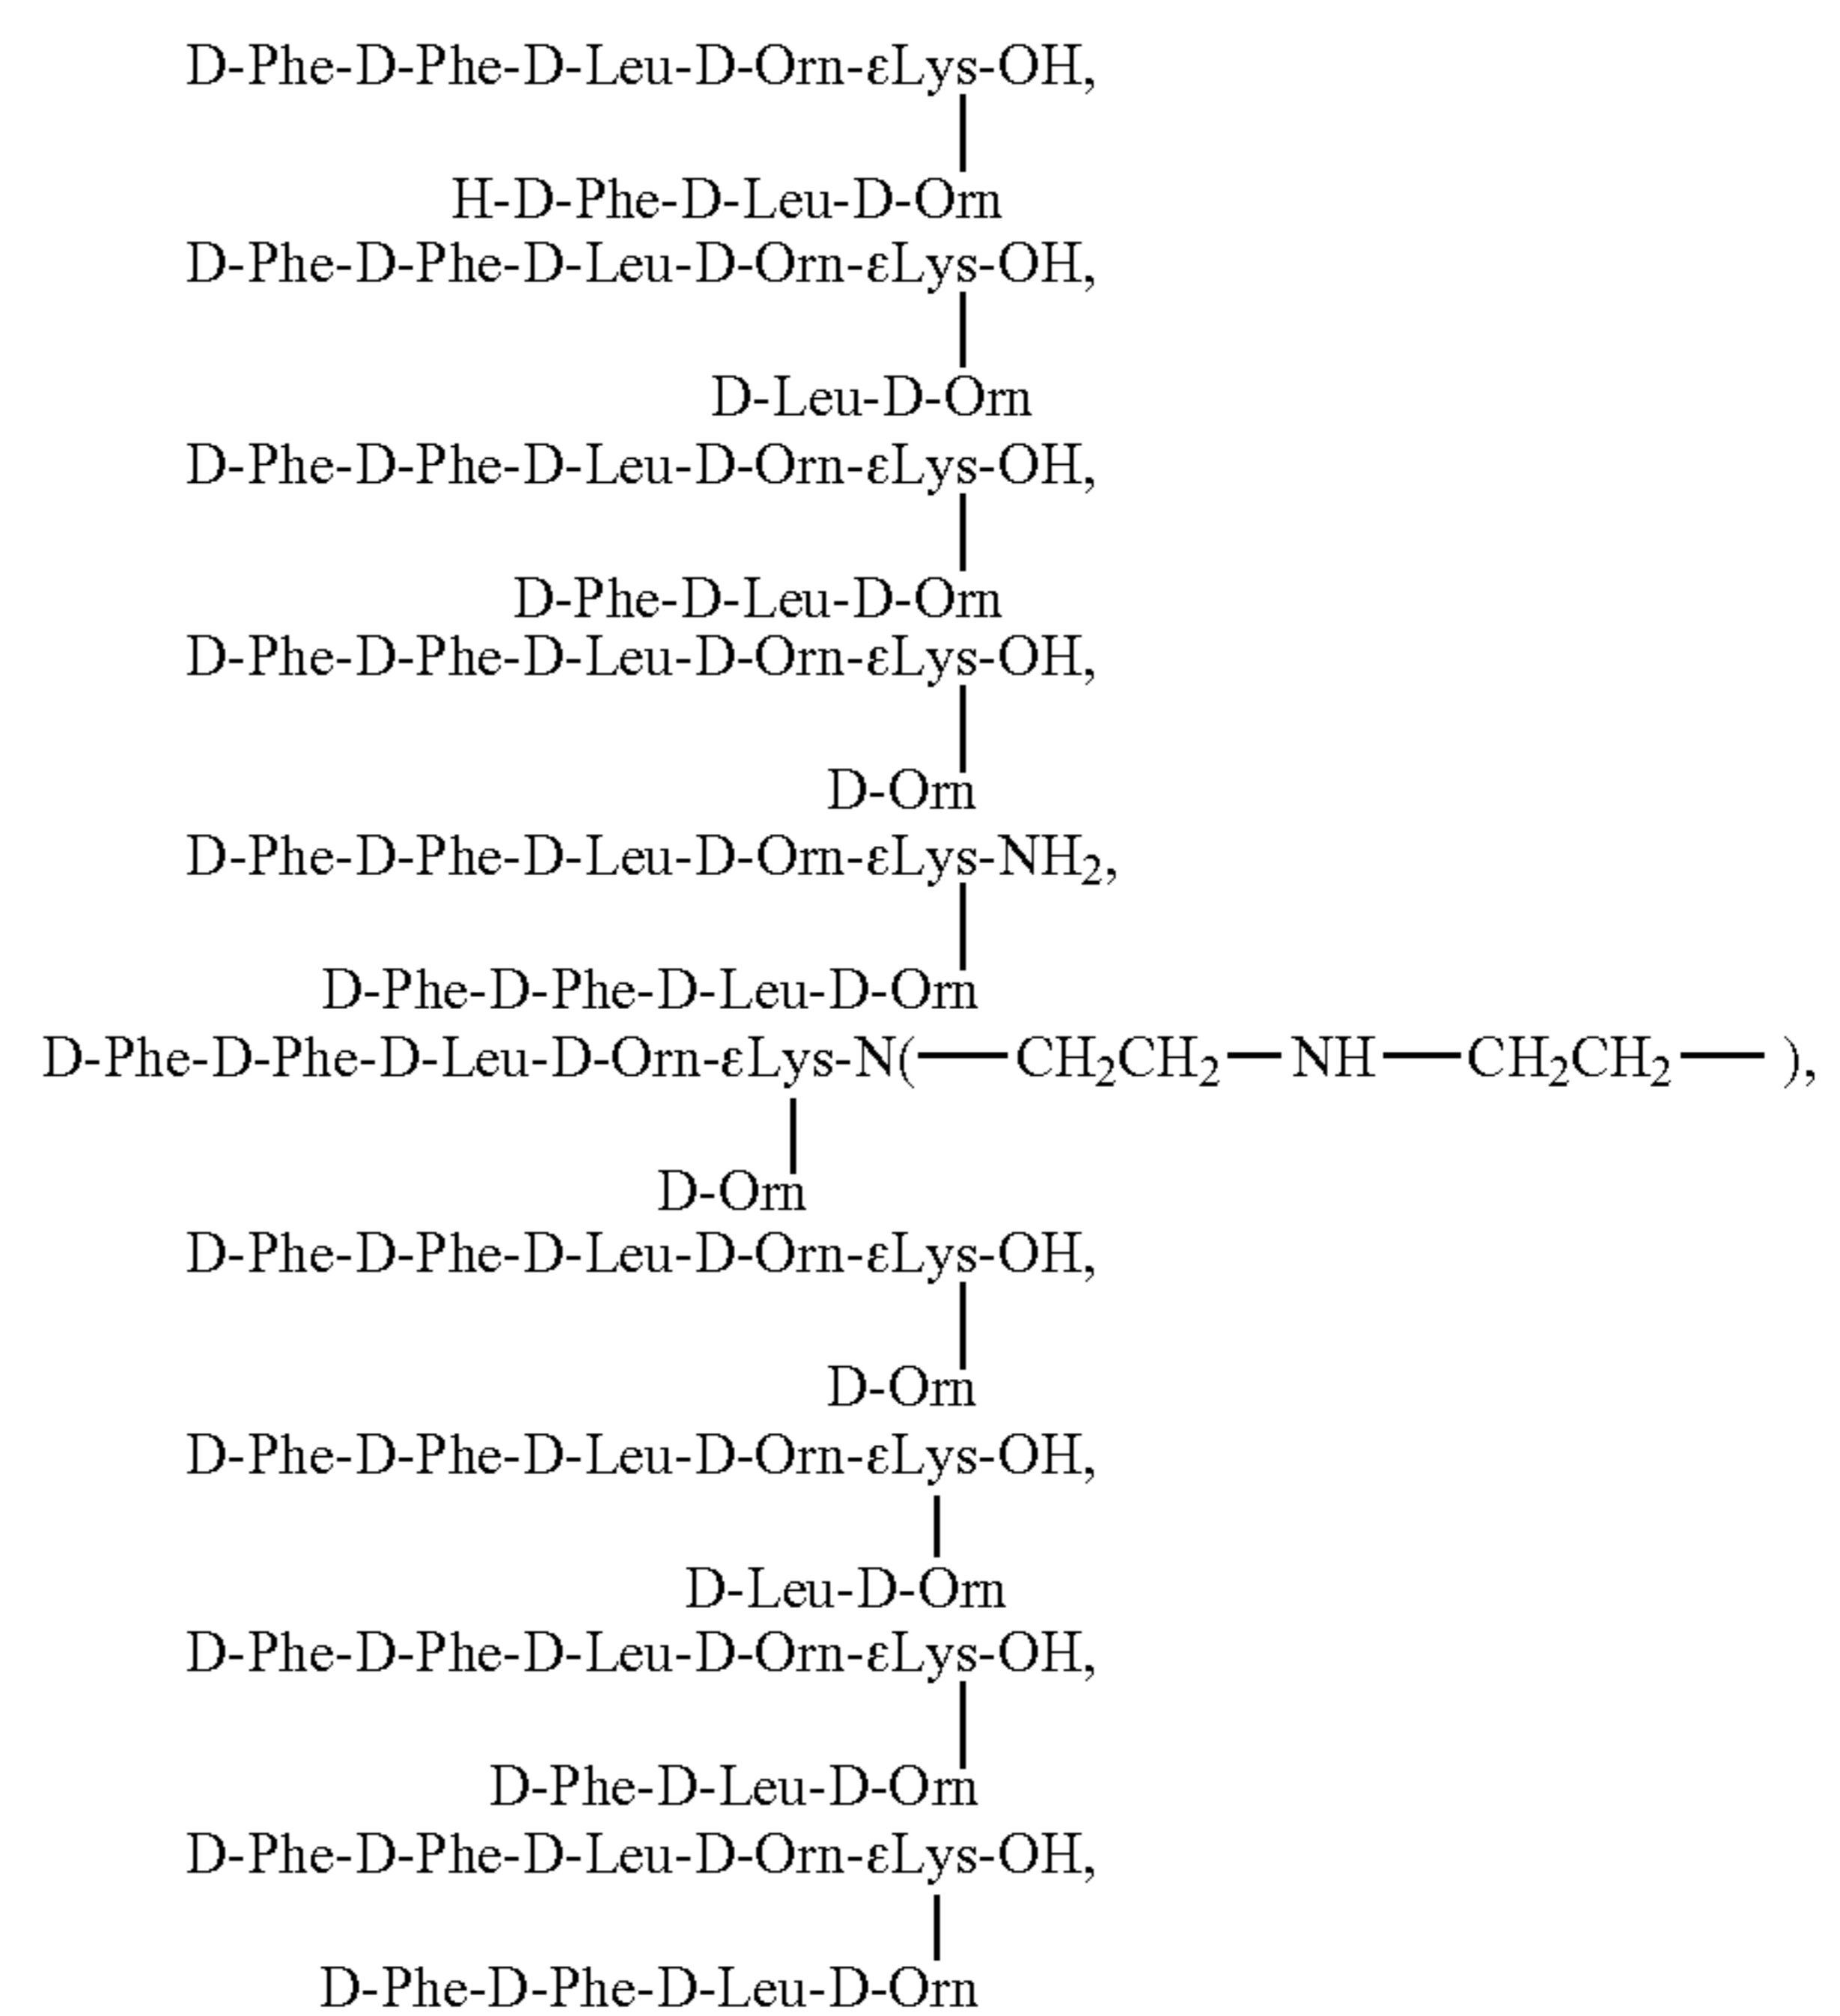 D-Phe-D-Phe-D-Leu-D-Orn-εLys-OH,
H-D-Phe-D-Leu-D-Orn
D-Phe-D-Phe-D-Leu-D-Orn-εLys-OH,
D-Leu-D-Orn
D-Phe-D-Phe-D-Leu-D-Orn-εLys-OH,
D-Phe-D-Leu-D-Orn
D-Phe-D-Phe-D-Leu-D-Orn-εLys-OH,
D-Orn
D-Phe-D-Phe-D-Leu-D-Orn-εLys-NH₂,
D-Phe-D-Phe-D-Leu-D-Orn
D-Phe-D-Phe-D-Leu-D-Orn-εLys-N(—CH₂CH₂—NH—CH₂CH₂—),
D-Orn
D-Phe-D-Phe-D-Leu-D-Orn-εLys-OH,
D-Orn
D-Phe-D-Phe-D-Leu-D-Orn-εLys-OH,
D-Leu-D-Orn
D-Phe-D-Phe-D-Leu-D-Orn-εLys-OH,
D-Phe-D-Leu-D-Orn
D-Phe-D-Phe-D-Leu-D-Orn-εLys-OH,
D-Phe-D-Phe-D-Leu-D-Orn